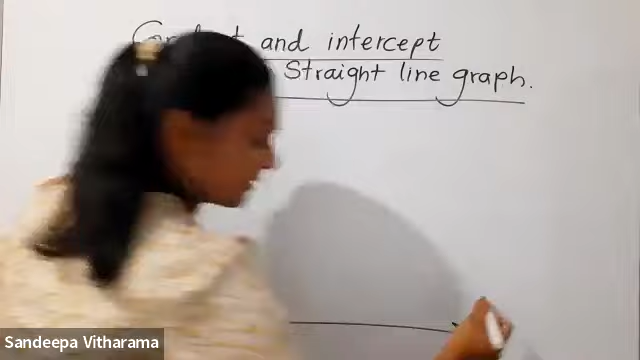 and intercept
Straight line graph.
Sandeepa Vitharama